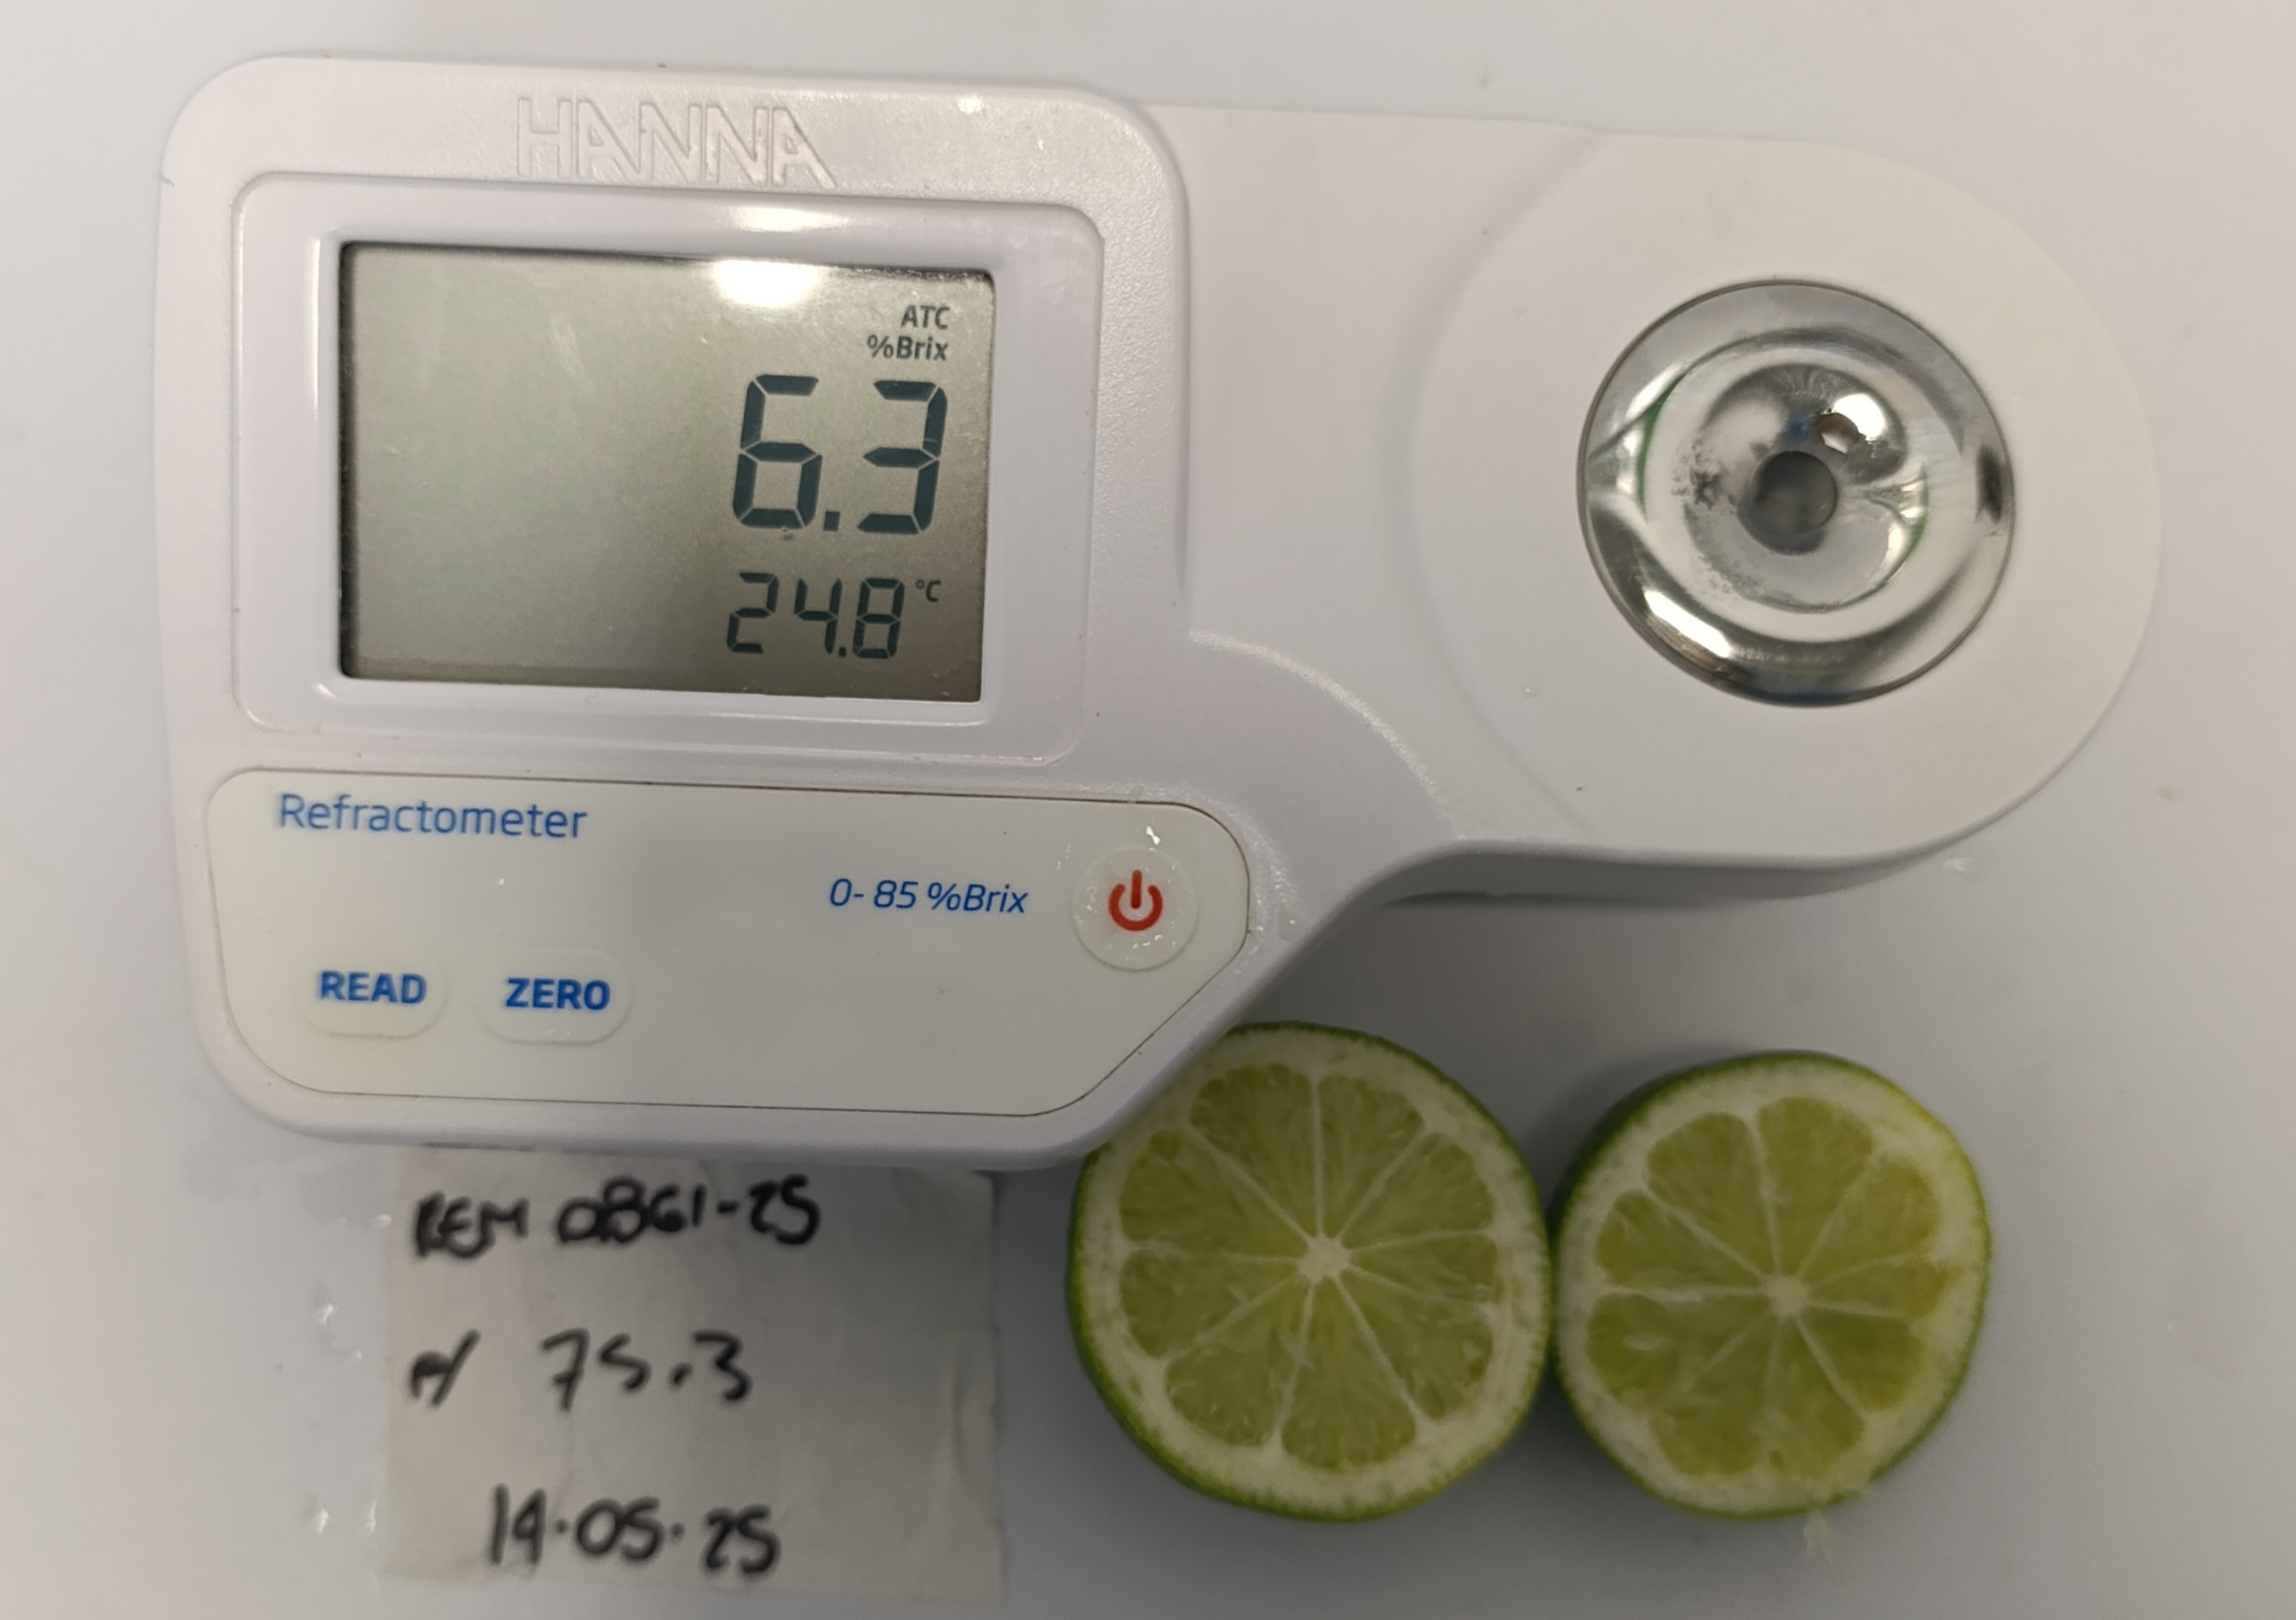 HANNA
ATC
%Brix
6.3
24.8 °C
Refractometer
0-85 %Brix
READ
ZERO
REM 0861-25
75.3
14.05.25